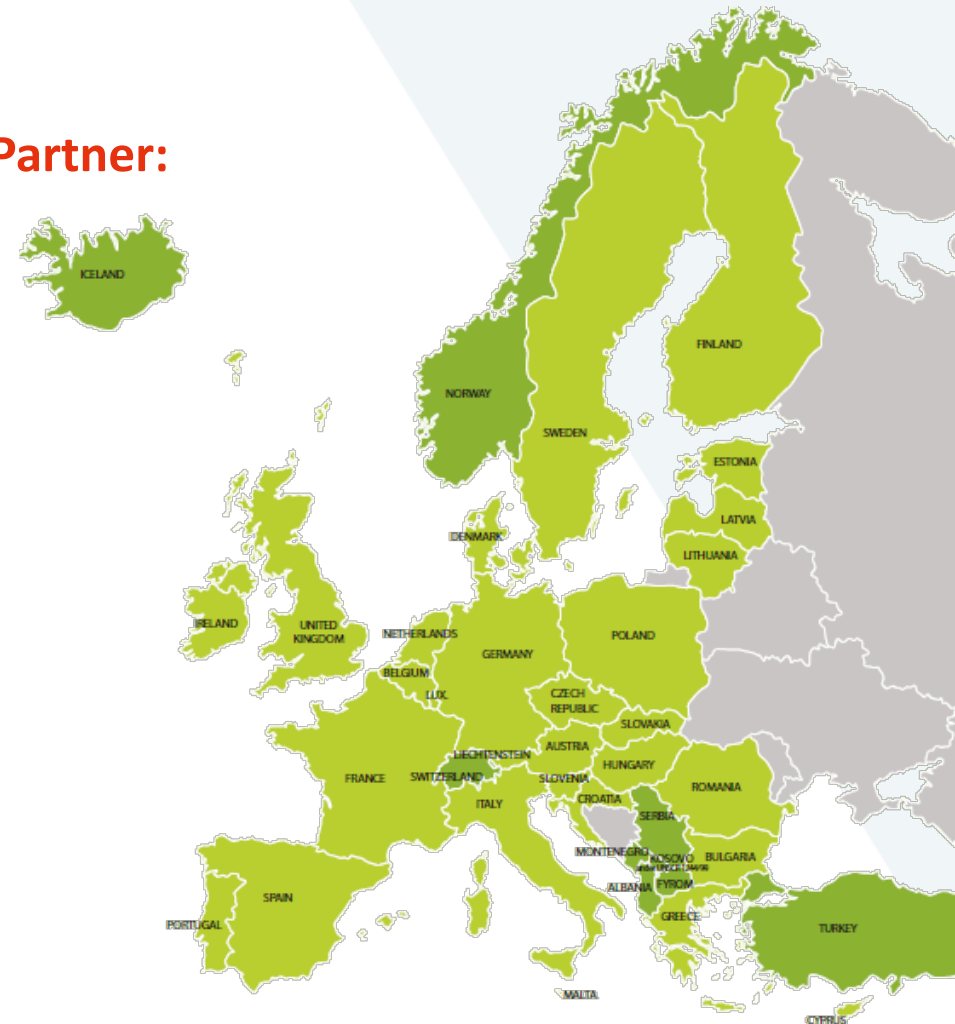 Partner:
ICELAND
FINLAND
NORWAY
SWEDEN
ESTONIA
LATVIA
DENMARK
LITHUANIA
IRELAND
UNITED
KINGDOM
NETHERLANDS
POLAND
GERMANY
BELGIUM
LUX.
CZECH
REPUBLIC
SLOVAKIA
AUSTRIA
LIECHTENSTEIN
HUNGARY
FRANCE
SWITZERLAND
SLOVENIA
ROMANIA
ITALY
CROATIA
SERBIA
MONTENEGRO
KOSOVO
BULGARIA
ALBANIA
FYROM
SPAIN
GREECE
PORTUGAL
TURKEY
MALTA
CYPRUS